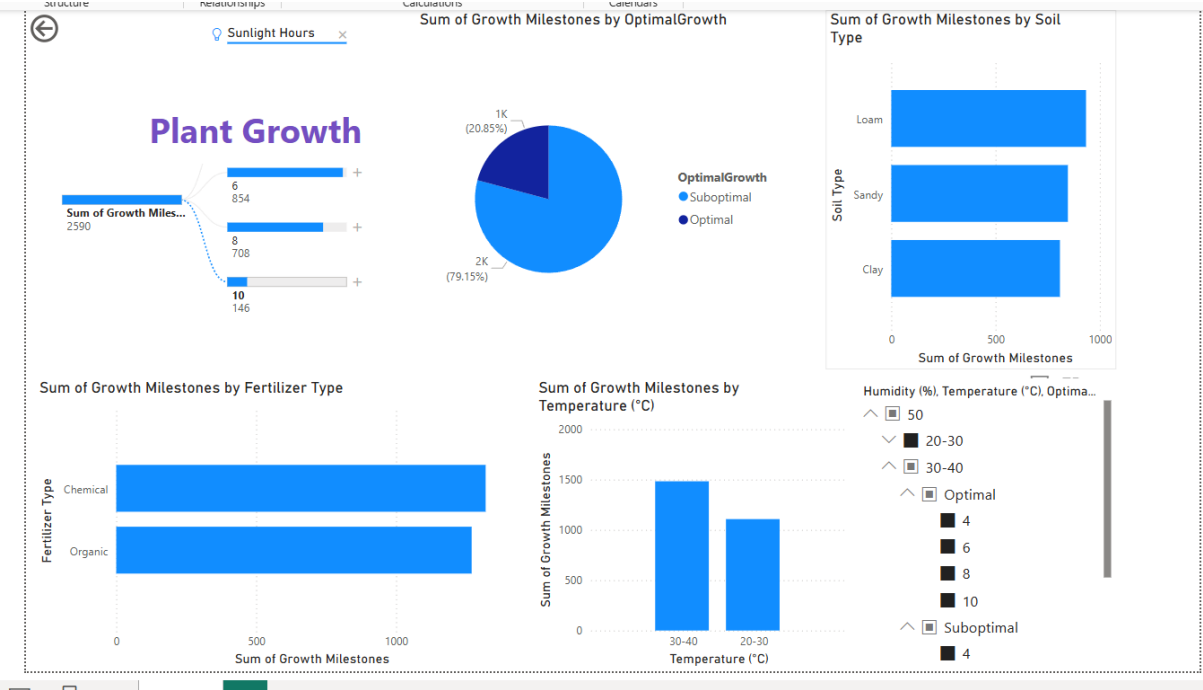 Structure
Relationships
Calculations
Calendars
Sunlight Hours
Plant Growth
Sum of Growth Miles...
2590
6
854
8
708
10
146
Sum of Growth Milestones by OptimalGrowth
1K
(20.85%)
2K
(79.15%)
OptimalGrowth
Suboptimal
Optimal
Sum of Growth Milestones by Soil
Type
Soil Type
Loam
Sandy
Clay
0 500 1000
Sum of Growth Milestones
Sum of Growth Milestones by Fertilizer Type
Fertilizer Type
Chemical
Organic
0 500 1000
Sum of Growth Milestones
Sum of Growth Milestones by
Temperature (°C)
Sum of Growth Milestones
2000
1500
1000
500
0
30-40 20-30
Temperature (°C)
Humidity (%), Temperature (°C), Optima...
50
20-30
30-40
Optimal
4
6
8
10
Suboptimal
4